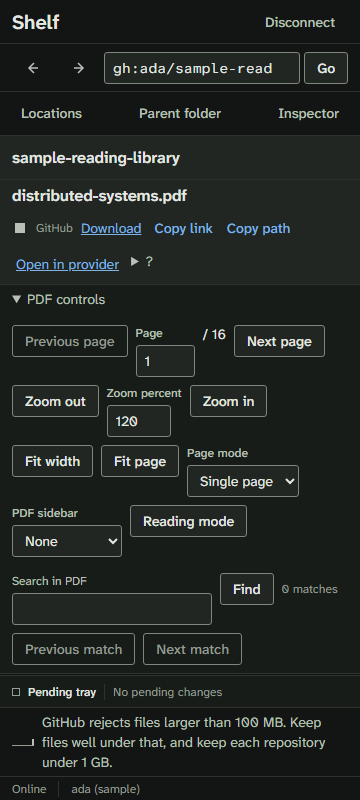 Shelf Disconnect
← → gh:ada/sample-read Go
Locations Parent folder Inspector
sample-reading-library
distributed-systems.pdf
GitHub Download Copy link Copy path
Open in provider ▶ ?
▼ PDF controls
Previous page Page 1 / 16 Next page
Zoom out Zoom percent 120 Zoom in
Fit width Fit page Page mode Single page
PDF sidebar None Reading mode
Search in PDF Find 0 matches
Previous match Next match
Pending tray No pending changes
GitHub rejects files larger than 100 MB. Keep
files well under that, and keep each repository
under 1 GB.
Online ada (sample)